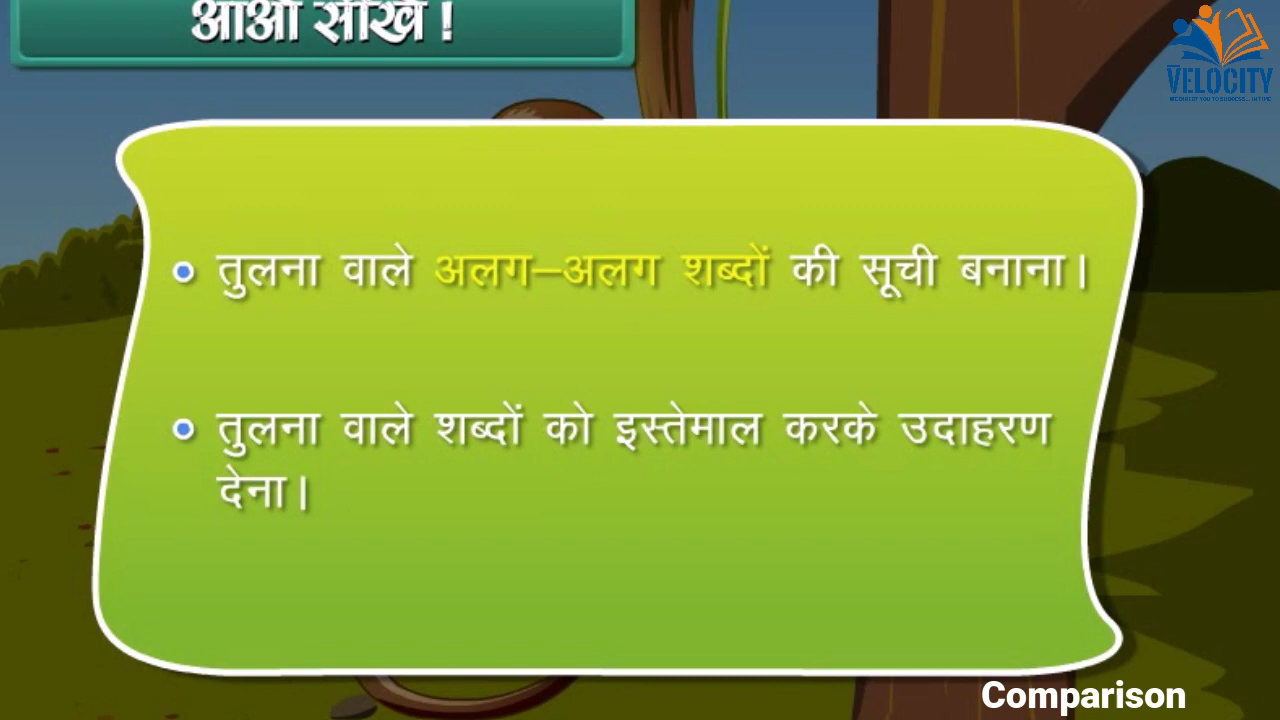 आओ सीखें !
VELOCITY
• तुलना वाले अलग–अलग शब्दों की सूची बनाना।
• तुलना वाले शब्दों को इस्तेमाल करके उदाहरण
देना।
Comparison